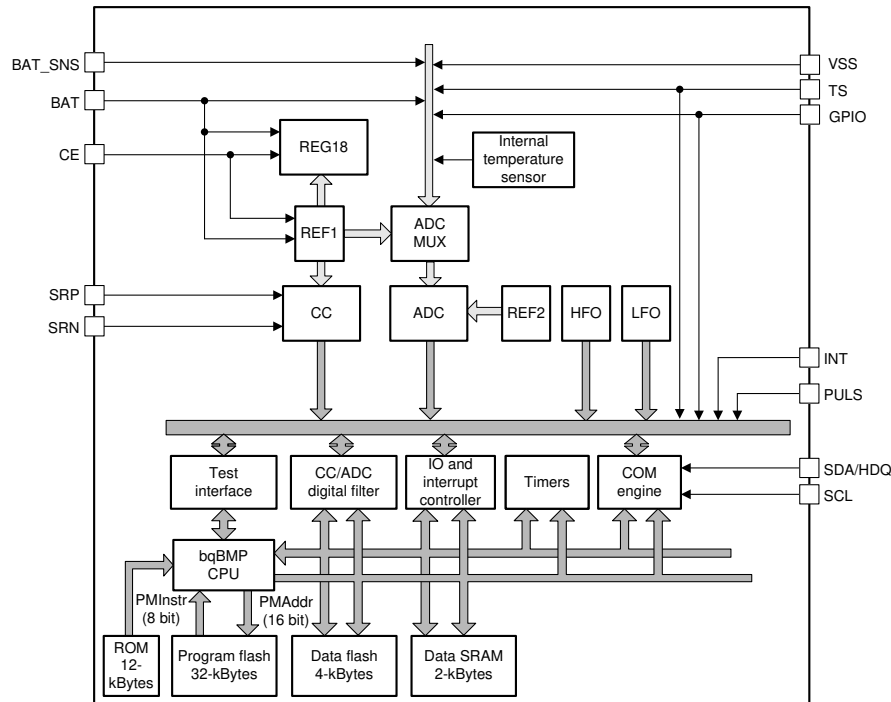 BAT_SNS
VSS
TS
BAT
GPIO
REG18
Internal
temperature
sensor
CE
REF1
ADC
MUX
SRP
CC
ADC
REF2
HFO
LFO
SRN
INT
PULS
Test
interface
CC/ADC
digital filter
IO and
interrupt
controller
Timers
COM
engine
SDA/HDQ
SCL
bqBMP
CPU
PMInstr
(8 bit)
PMAddr
(16 bit)
ROM
12-
kBytes
Program flash
32-kBytes
Data flash
4-kBytes
Data SRAM
2-kBytes